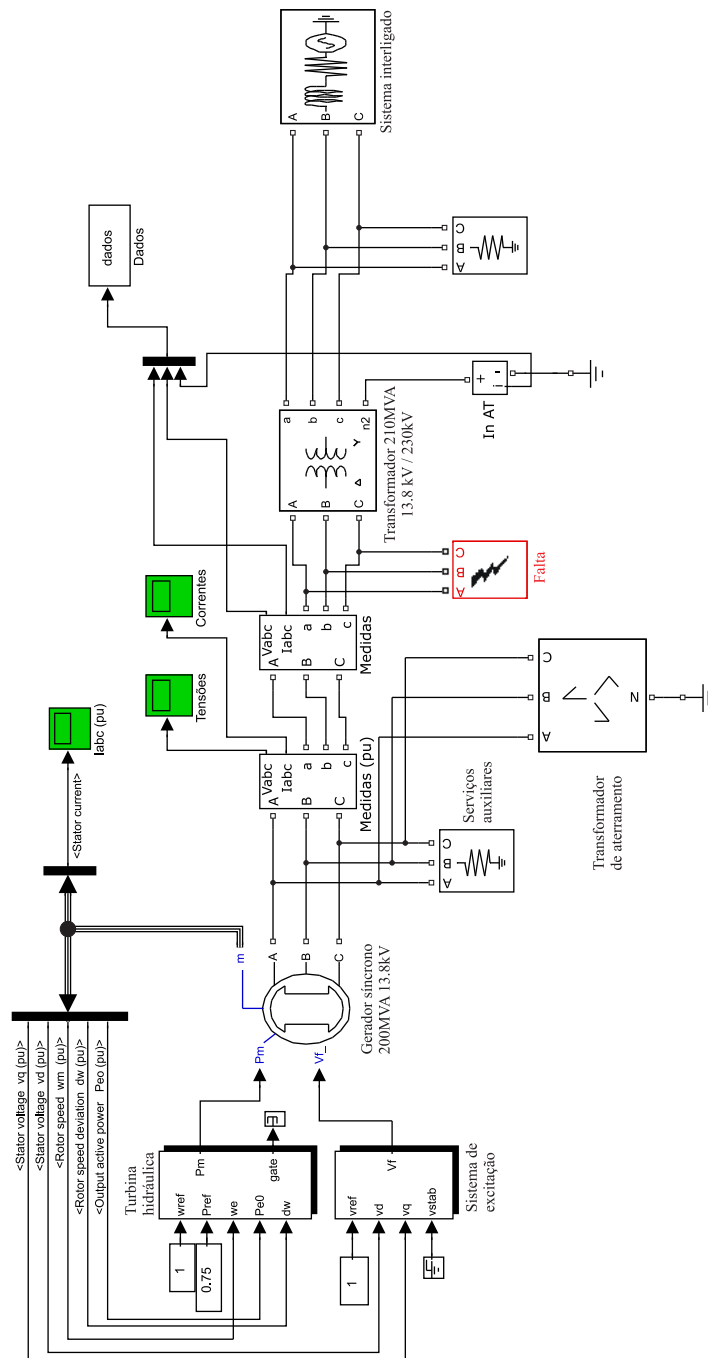 <Stator voltage vq (pu)>
<Stator voltage vd (pu)>
<Rotor speed wm (pu)>
<Rotor speed deviation dw (pu)>
<Output active power Peo (pu)>
<Stator current>
Iabc (pu)
Turbina
hidráulica
wref
Pref
we
Pe0
dw
Pm
gate
1
0.75
Sistema de
excitação
vref
vd
vq
vstab
Vf
1
m
Pm
Vf_
A
B
C
Gerador síncrono
200MVA 13.8kV
Serviços
auxiliares
A
B
C
Transformador
de aterramento
A
B
C
N
Tensões
Correntes
Vabc
Iabc
A
B
C
a
b
c
Medidas (pu)
Vabc
Iabc
A
B
C
a
b
c
Medidas
A
B
C
Falta
A
B
C
a
b
c
n2
Δ
Y
Transformador 210MVA
13.8 kV / 230kV
+
-
i
In AT
dados
Dados
A
B
C
A
B
C
Sistema interligado